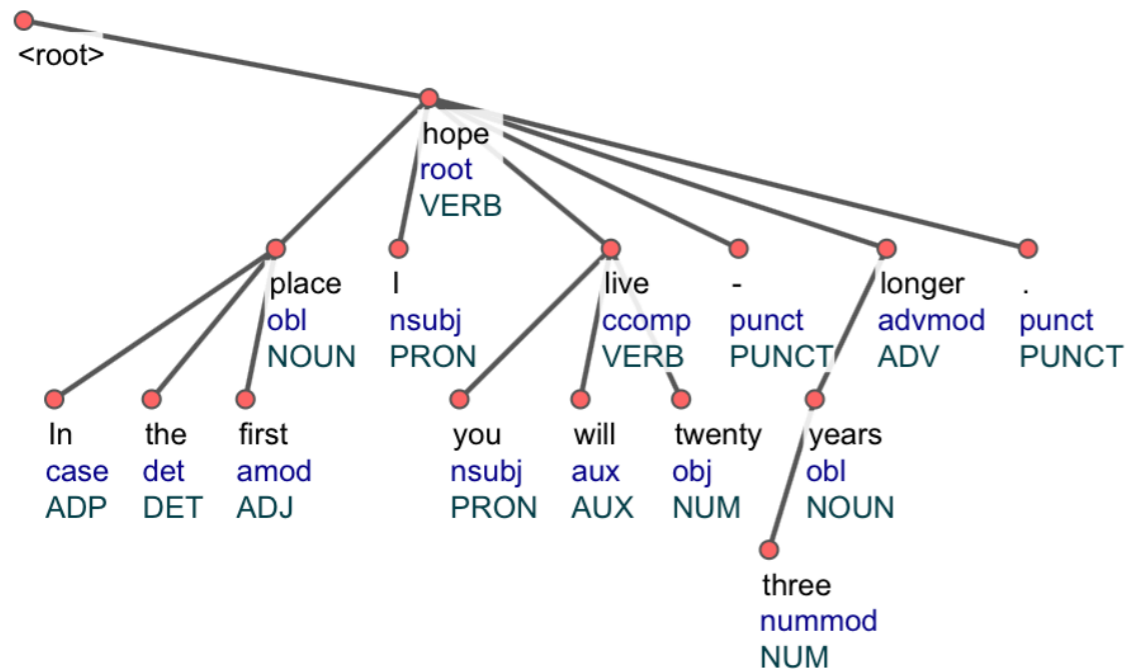 <root>
hope
root
VERB
place I live - longer .
obl nsubj ccomp punct advmod punct
NOUN PRON VERB PUNCT ADV PUNCT
In the first you will twenty years
case det amod nsubj aux obj obl
ADP DET ADJ PRON AUX NUM NOUN
three
nummod
NUM